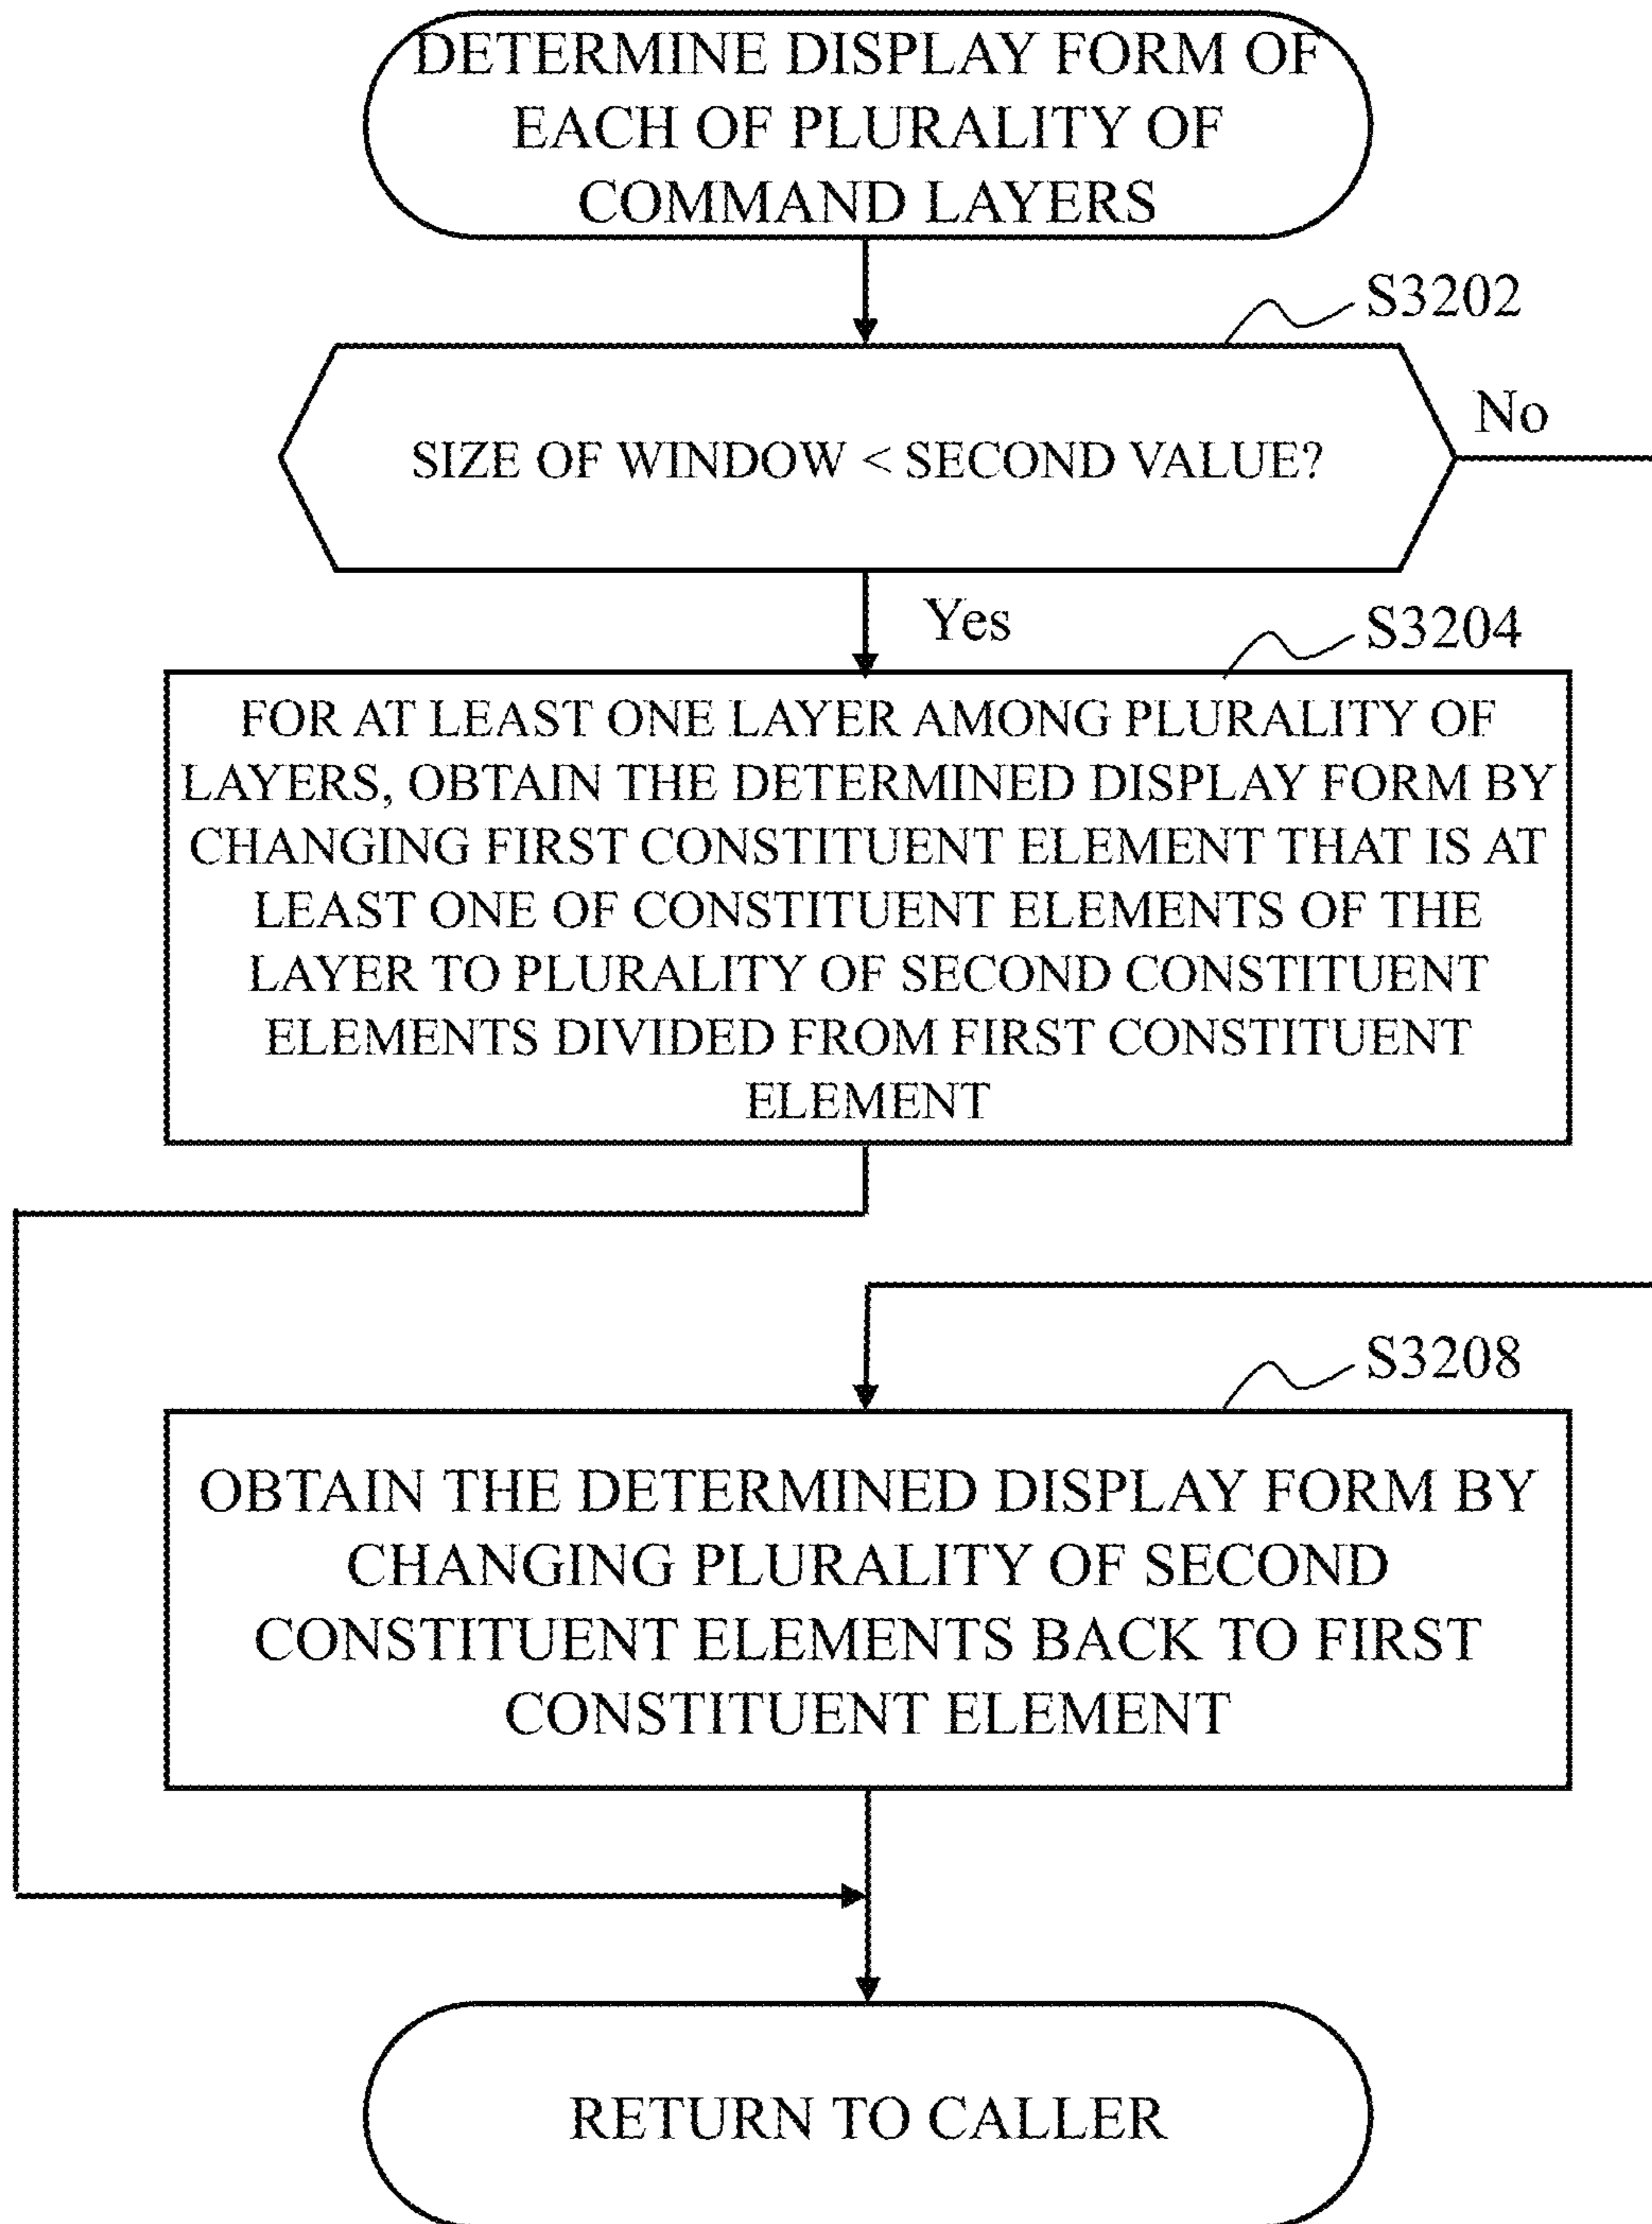 DETERMINE DISPLAY FORM OF
EACH OF PLURALITY OF
COMMAND LAYERS
S3202
SIZE OF WINDOW < SECOND VALUE?
No
Yes
S3204
FOR AT LEAST ONE LAYER AMONG PLURALITY OF
LAYERS, OBTAIN THE DETERMINED DISPLAY FORM BY
CHANGING FIRST CONSTITUENT ELEMENT THAT IS AT
LEAST ONE OF CONSTITUENT ELEMENTS OF THE
LAYER TO PLURALITY OF SECOND CONSTITUENT
ELEMENTS DIVIDED FROM FIRST CONSTITUENT
ELEMENT
S3208
OBTAIN THE DETERMINED DISPLAY FORM BY
CHANGING PLURALITY OF SECOND
CONSTITUENT ELEMENTS BACK TO FIRST
CONSTITUENT ELEMENT
RETURN TO CALLER